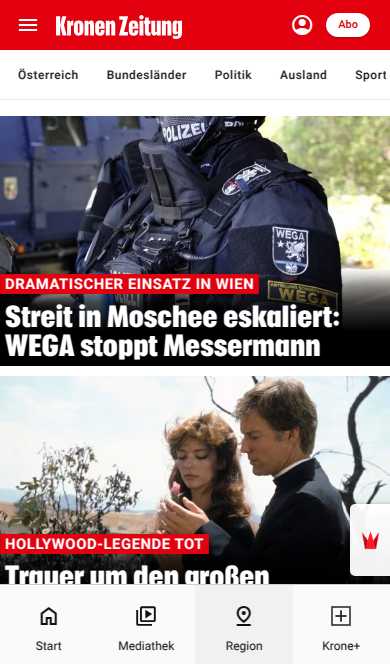 Kronen Zeitung
Abo
Österreich Bundesländer Politik Ausland Sport
POLIZEI
WEGA
WEGA
DRAMATISCHER EINSATZ IN WIEN
Streit in Moschee eskaliert:
WEGA stoppt Messermann
HOLLYWOOD-LEGENDE TOT
Trauer um den großen
Start Mediathek Region Krone+